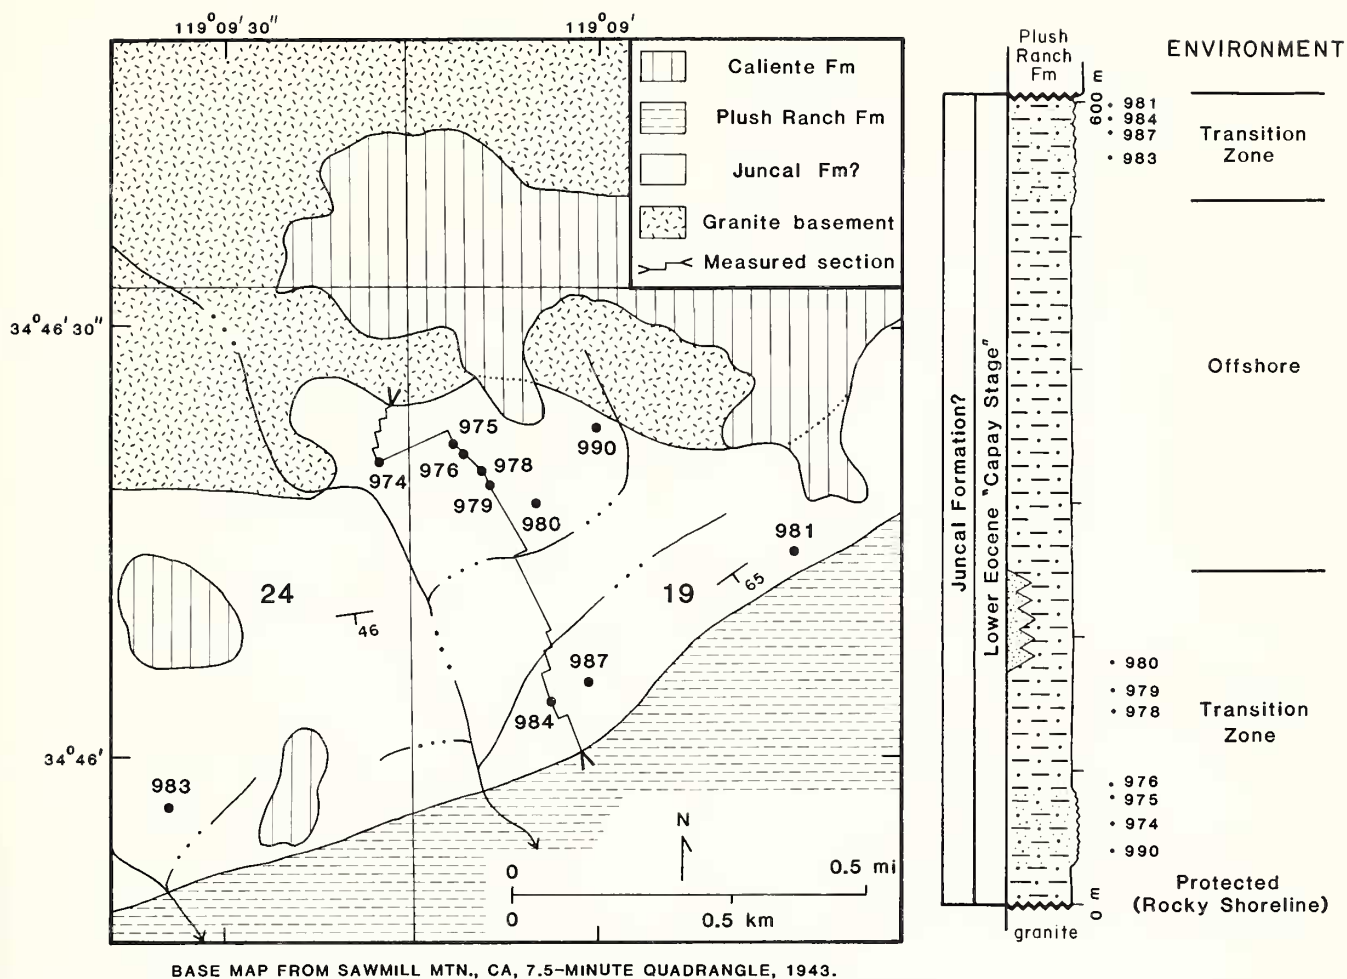 119° 09' 30"
119° 09'
34° 46' 30"
34° 46'
Caliente Fm
Plush Ranch Fm
Juncal Fm?
Granite basement
Measured section
975
976
978
974
979
980
990
981
24
46
19
65
987
984
983
N
0
0.5 mi
0
0.5 km
BASE MAP FROM SAWMILL MTN., CA, 7.5-MINUTE QUADRANGLE, 1943.
Plush
Ranch
Fm
ENVIRONMENT
m
600
981
984
987
983
Transition
Zone
Offshore
Juncal Formation?
Lower Eocene "Capay Stage"
980
979
978
Transition
Zone
976
975
974
990
Protected
(Rocky Shoreline)
m
0
granite